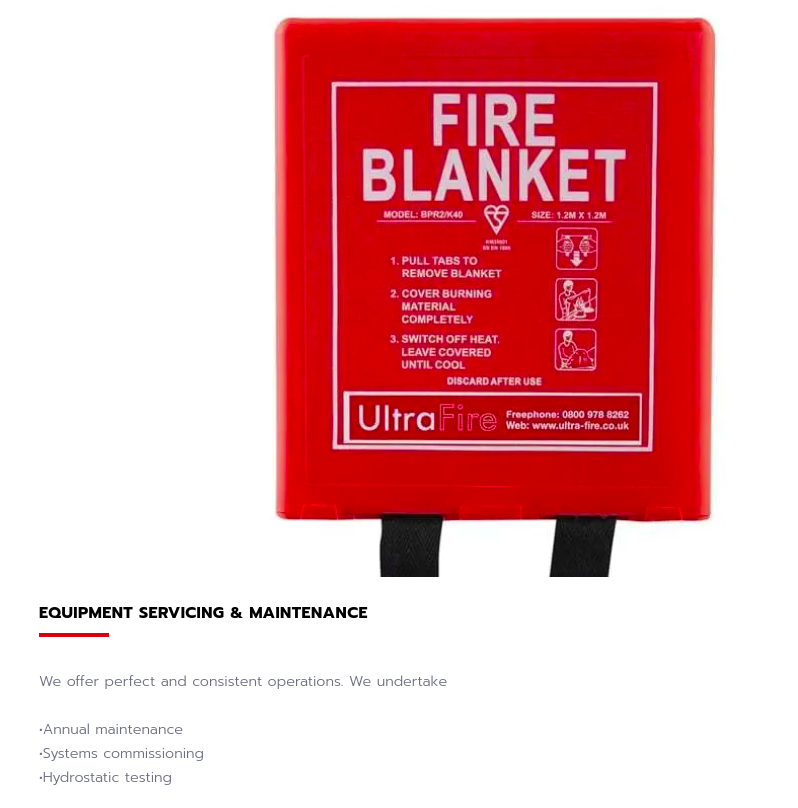 FIRE
BLANKET
MODEL: BPR2/K40
SIZE: 1.2M X 1.2M
1. PULL TABS TO
REMOVE BLANKET
2. COVER BURNING
MATERIAL
COMPLETELY
3. SWITCH OFF HEAT.
LEAVE COVERED
UNTIL COOL
DISCARD AFTER USE
UltraFire
Freephone: 0800 978 8262
Web: www.ultra-fire.co.uk
EQUIPMENT SERVICING & MAINTENANCE
We offer perfect and consistent operations. We undertake
•Annual maintenance
•Systems commissioning
•Hydrostatic testing